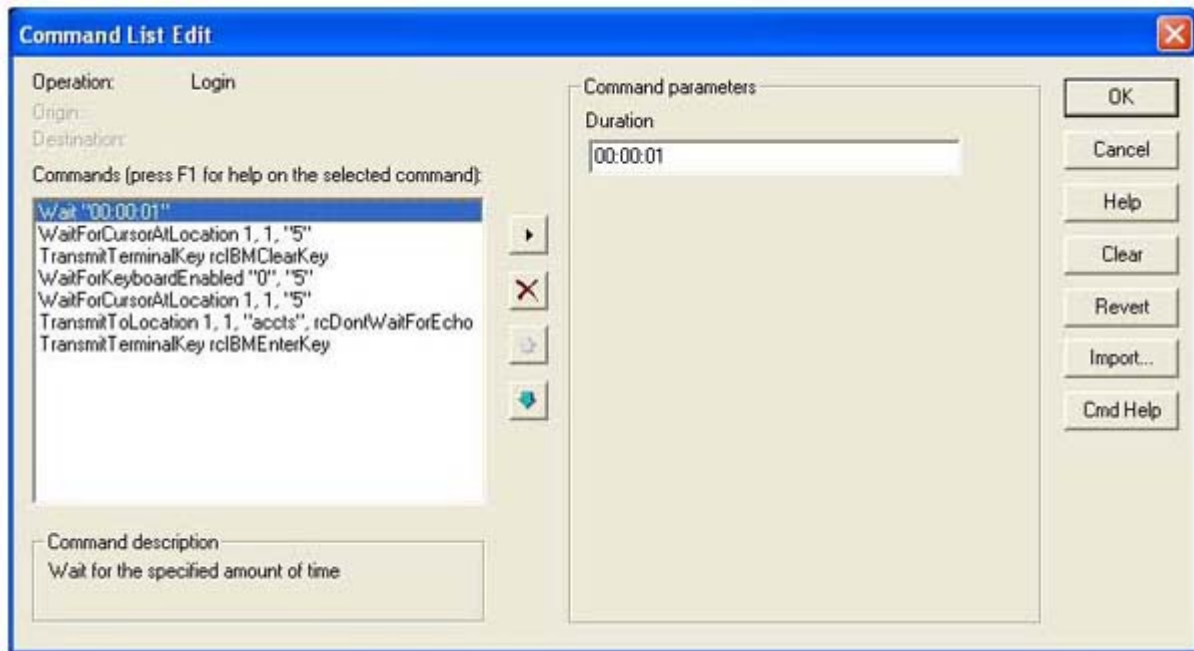 Command List Edit
Operation: Login
Origin:
Destination:
Commands (press F1 for help on the selected command):
Wait "00:00:01"
WaitForCursorAtLocation 1, 1, "5"
TransmitTerminalKey rcIBMClearKey
WaitForKeyboardEnabled "0", "5"
WaitForCursorAtLocation 1, 1, "5"
TransmitToLocation 1, 1, "accts", rcDontWaitForEcho
TransmitTerminalKey rcIBMEnterKey
Command description
Wait for the specified amount of time
Command parameters
Duration
00:00:01
OK
Cancel
Help
Clear
Revert
Import...
Cmd Help